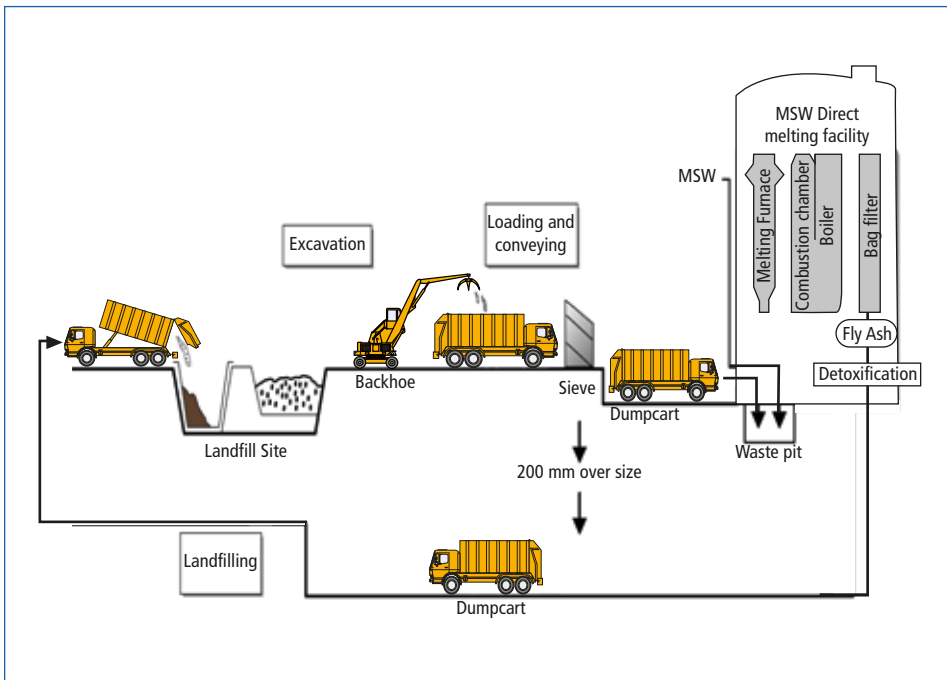 MSW Direct
melting facility
MSW
Melting Furnace
Combustion chamber
Boiler
Bag filter
Excavation
Loading and
conveying
Fly Ash
Detoxification
Backhoe
Sieve
Dumpcart
Landfill Site
Waste pit
200 mm over size
Landfilling
Dumpcart